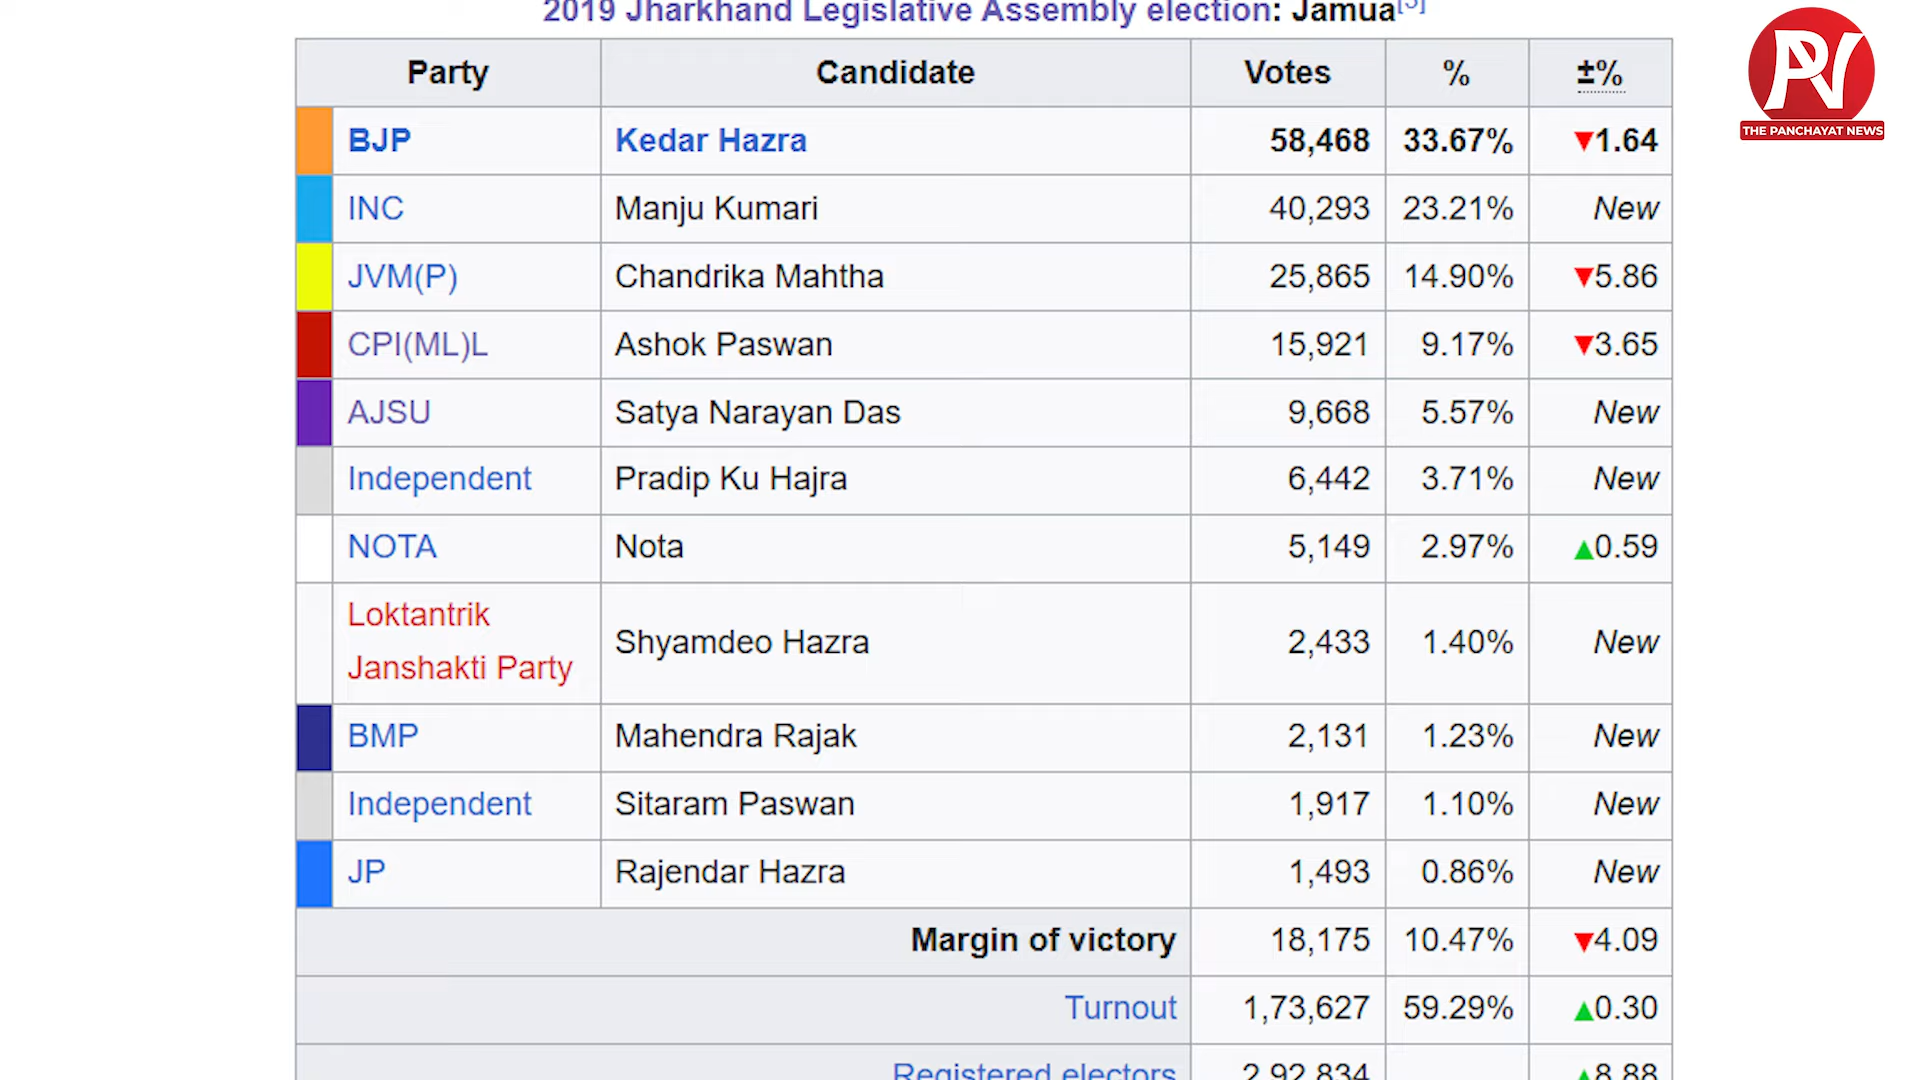 2019 Jharkhand Legislative Assembly election: Jamua[5]
PN
THE PANCHAYAT NEWS
Party Candidate Votes % ±%
BJP Kedar Hazra 58,468 33.67% ▼1.64
INC Manju Kumari 40,293 23.21% New
JVM(P) Chandrika Mahtha 25,865 14.90% ▼5.86
CPI(ML)L Ashok Paswan 15,921 9.17% ▼3.65
AJSU Satya Narayan Das 9,668 5.57% New
Independent Pradip Ku Hajra 6,442 3.71% New
NOTA Nota 5,149 2.97% ▲0.59
Loktantrik
Janshakti Party Shyamdeo Hazra 2,433 1.40% New
BMP Mahendra Rajak 2,131 1.23% New
Independent Sitaram Paswan 1,917 1.10% New
JP Rajendar Hazra 1,493 0.86% New
Margin of victory 18,175 10.47% ▼4.09
Turnout 1,73,627 59.29% ▲0.30
Registered electors 2,92,834 ▲8.88